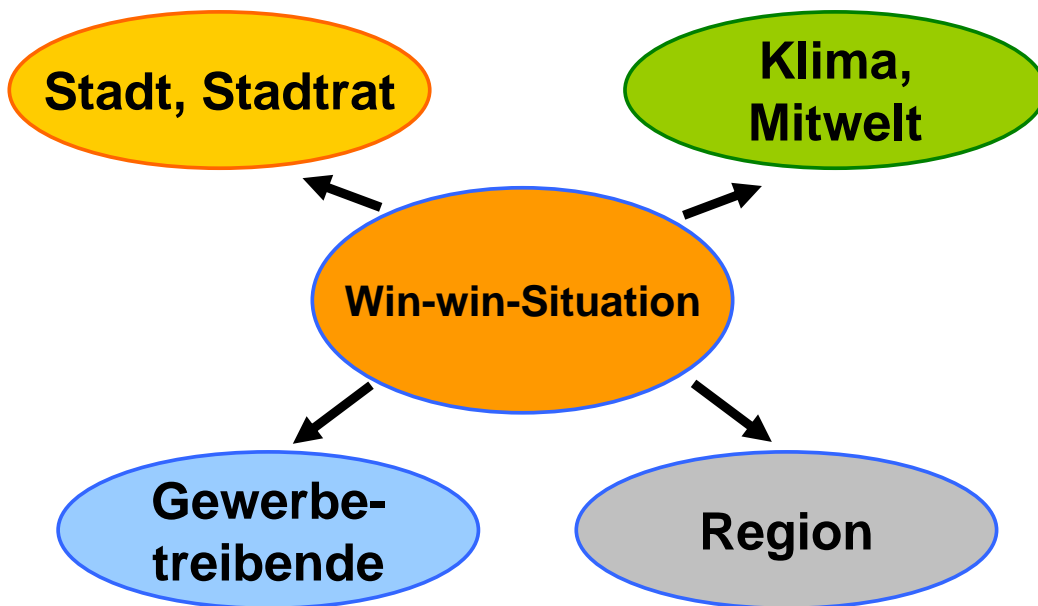 Stadt, Stadtrat
Klima,
Mitwelt
Win-win-Situation
Gewerbe-
treibende
Region